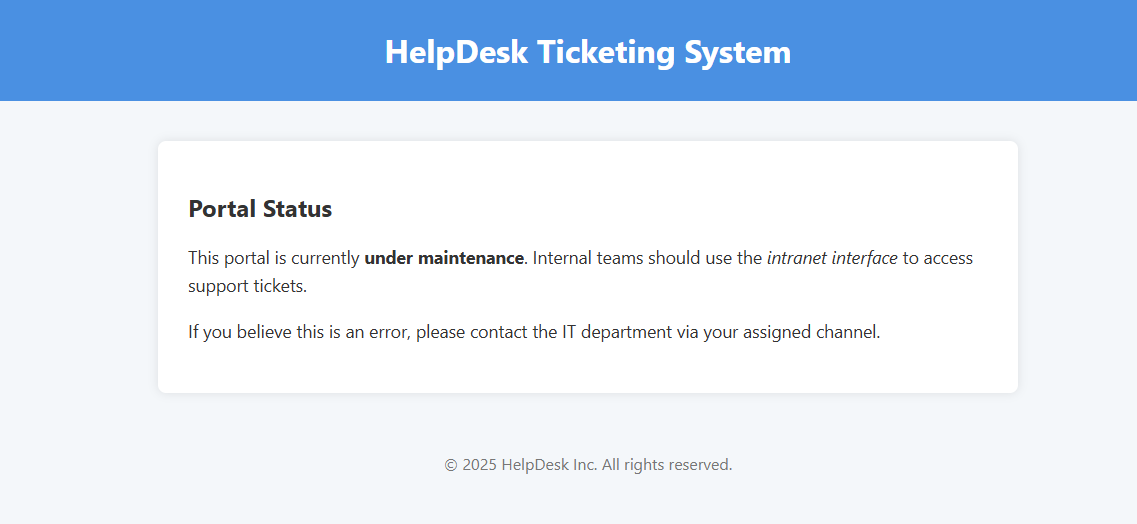 HelpDesk Ticketing System
Portal Status
This portal is currently under maintenance. Internal teams should use the intranet interface to access
support tickets.
If you believe this is an error, please contact the IT department via your assigned channel.
© 2025 HelpDesk Inc. All rights reserved.